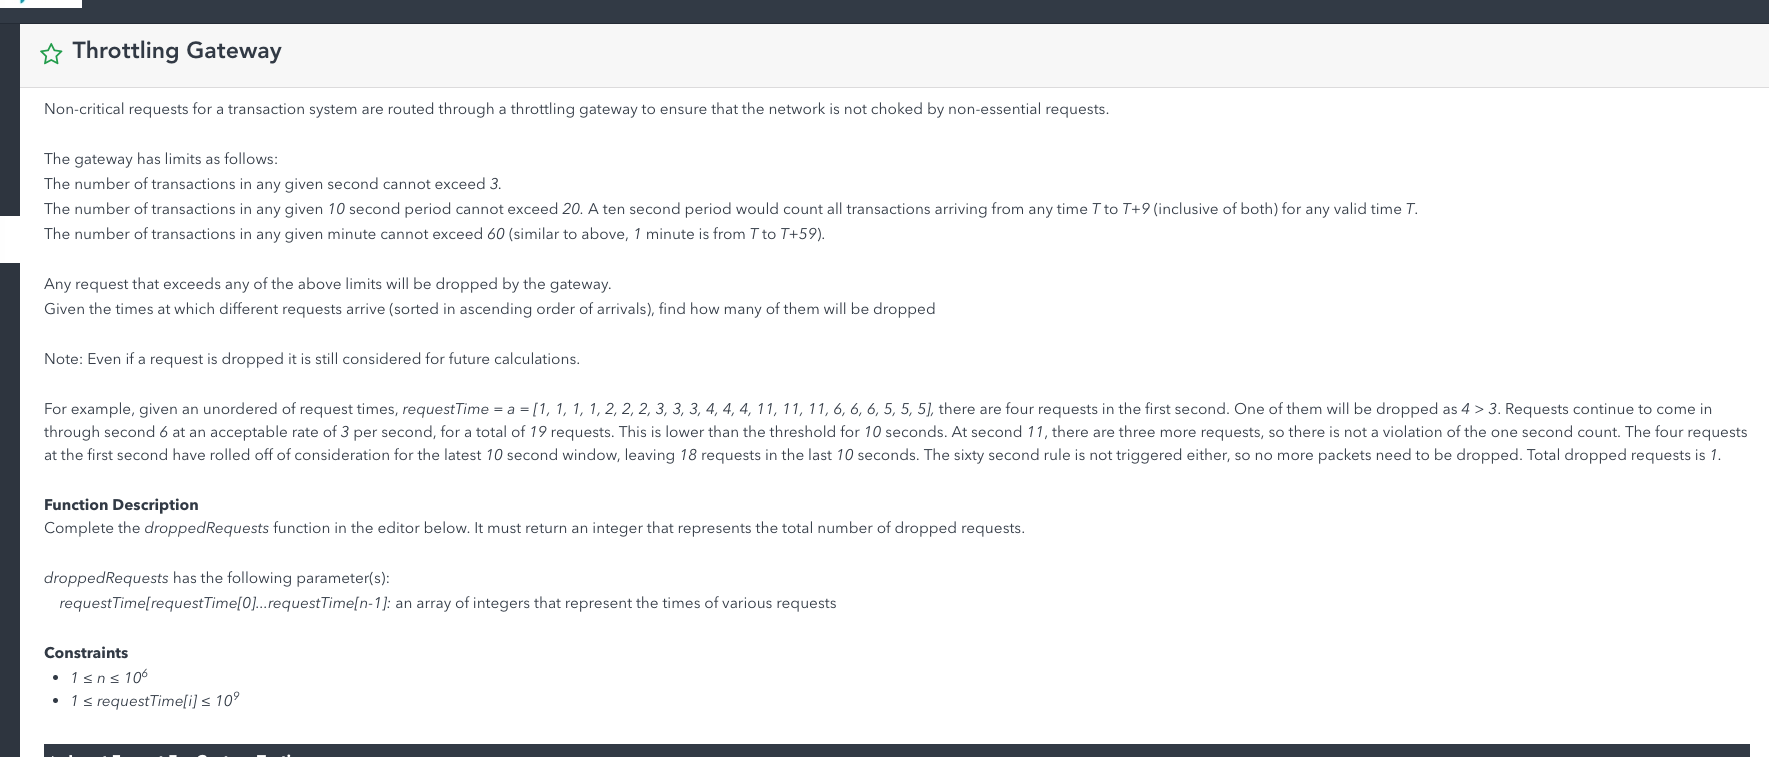 Throttling Gateway
Non-critical requests for a transaction system are routed through a throttling gateway to ensure that the network is not choked by non-essential requests.
The gateway has limits as follows:
The number of transactions in any given second cannot exceed 3.
The number of transactions in any given 10 second period cannot exceed 20. A ten second period would count all transactions arriving from any time T to T+9 (inclusive of both) for any valid time T.
The number of transactions in any given minute cannot exceed 60 (similar to above, 1 minute is from T to T+59).
Any request that exceeds any of the above limits will be dropped by the gateway.
Given the times at which different requests arrive (sorted in ascending order of arrivals), find how many of them will be dropped
Note: Even if a request is dropped it is still considered for future calculations.
For example, given an unordered of request times, requestTime = a = [1, 1, 1, 1, 2, 2, 2, 3, 3, 3, 4, 4, 4, 11, 11, 11, 6, 6, 6, 5, 5, 5], there are four requests in the first second. One of them will be dropped as 4 > 3. Requests continue to come in
through second 6 at an acceptable rate of 3 per second, for a total of 19 requests. This is lower than the threshold for 10 seconds. At second 11, there are three more requests, so there is not a violation of the one second count. The four requests
at the first second have rolled off of consideration for the latest 10 second window, leaving 18 requests in the last 10 seconds. The sixty second rule is not triggered either, so no more packets need to be dropped. Total dropped requests is 1.
Function Description
Complete the droppedRequests function in the editor below. It must return an integer that represents the total number of dropped requests.
droppedRequests has the following parameter(s):
requestTime[requestTime[0]...requestTime[n-1]: an array of integers that represent the times of various requests
Constraints
• 1 ≤ n ≤ 10⁶
• 1 ≤ requestTime[i] ≤ 10⁹